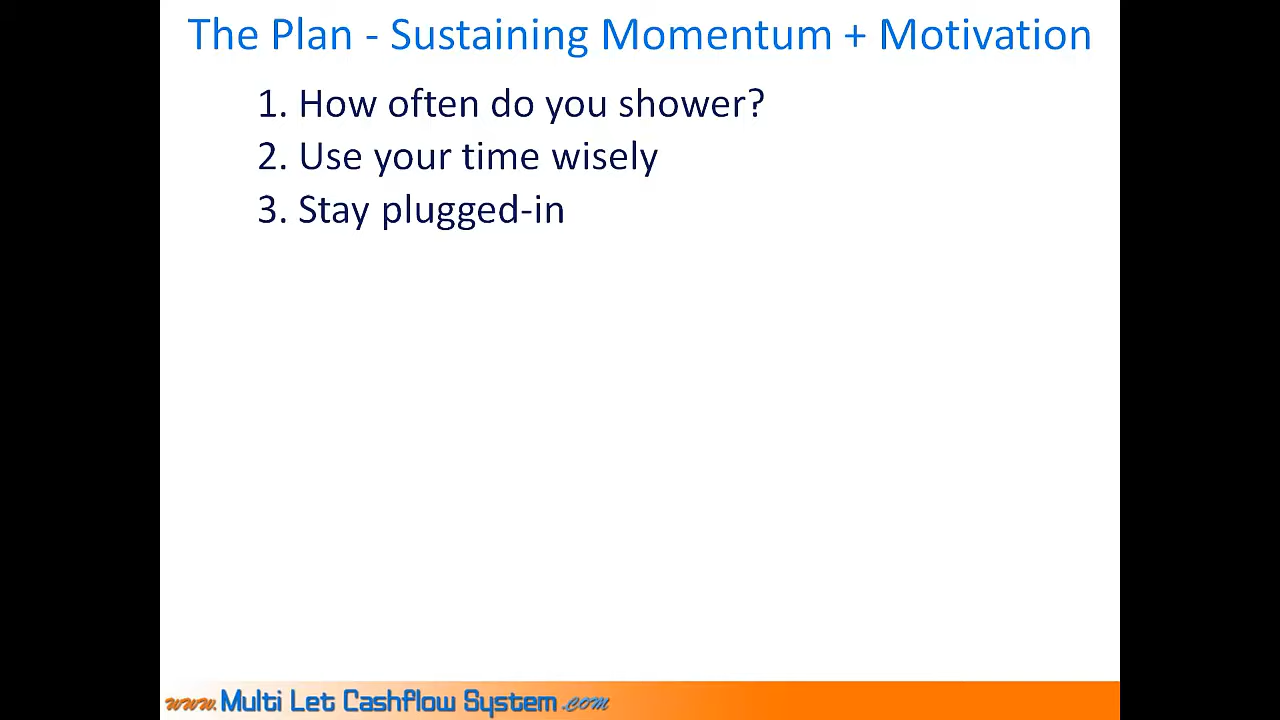 The Plan - Sustaining Momentum + Motivation
1. How often do you shower?
2. Use your time wisely
3. Stay plugged-in
www.Multi Let Cashflow System.com